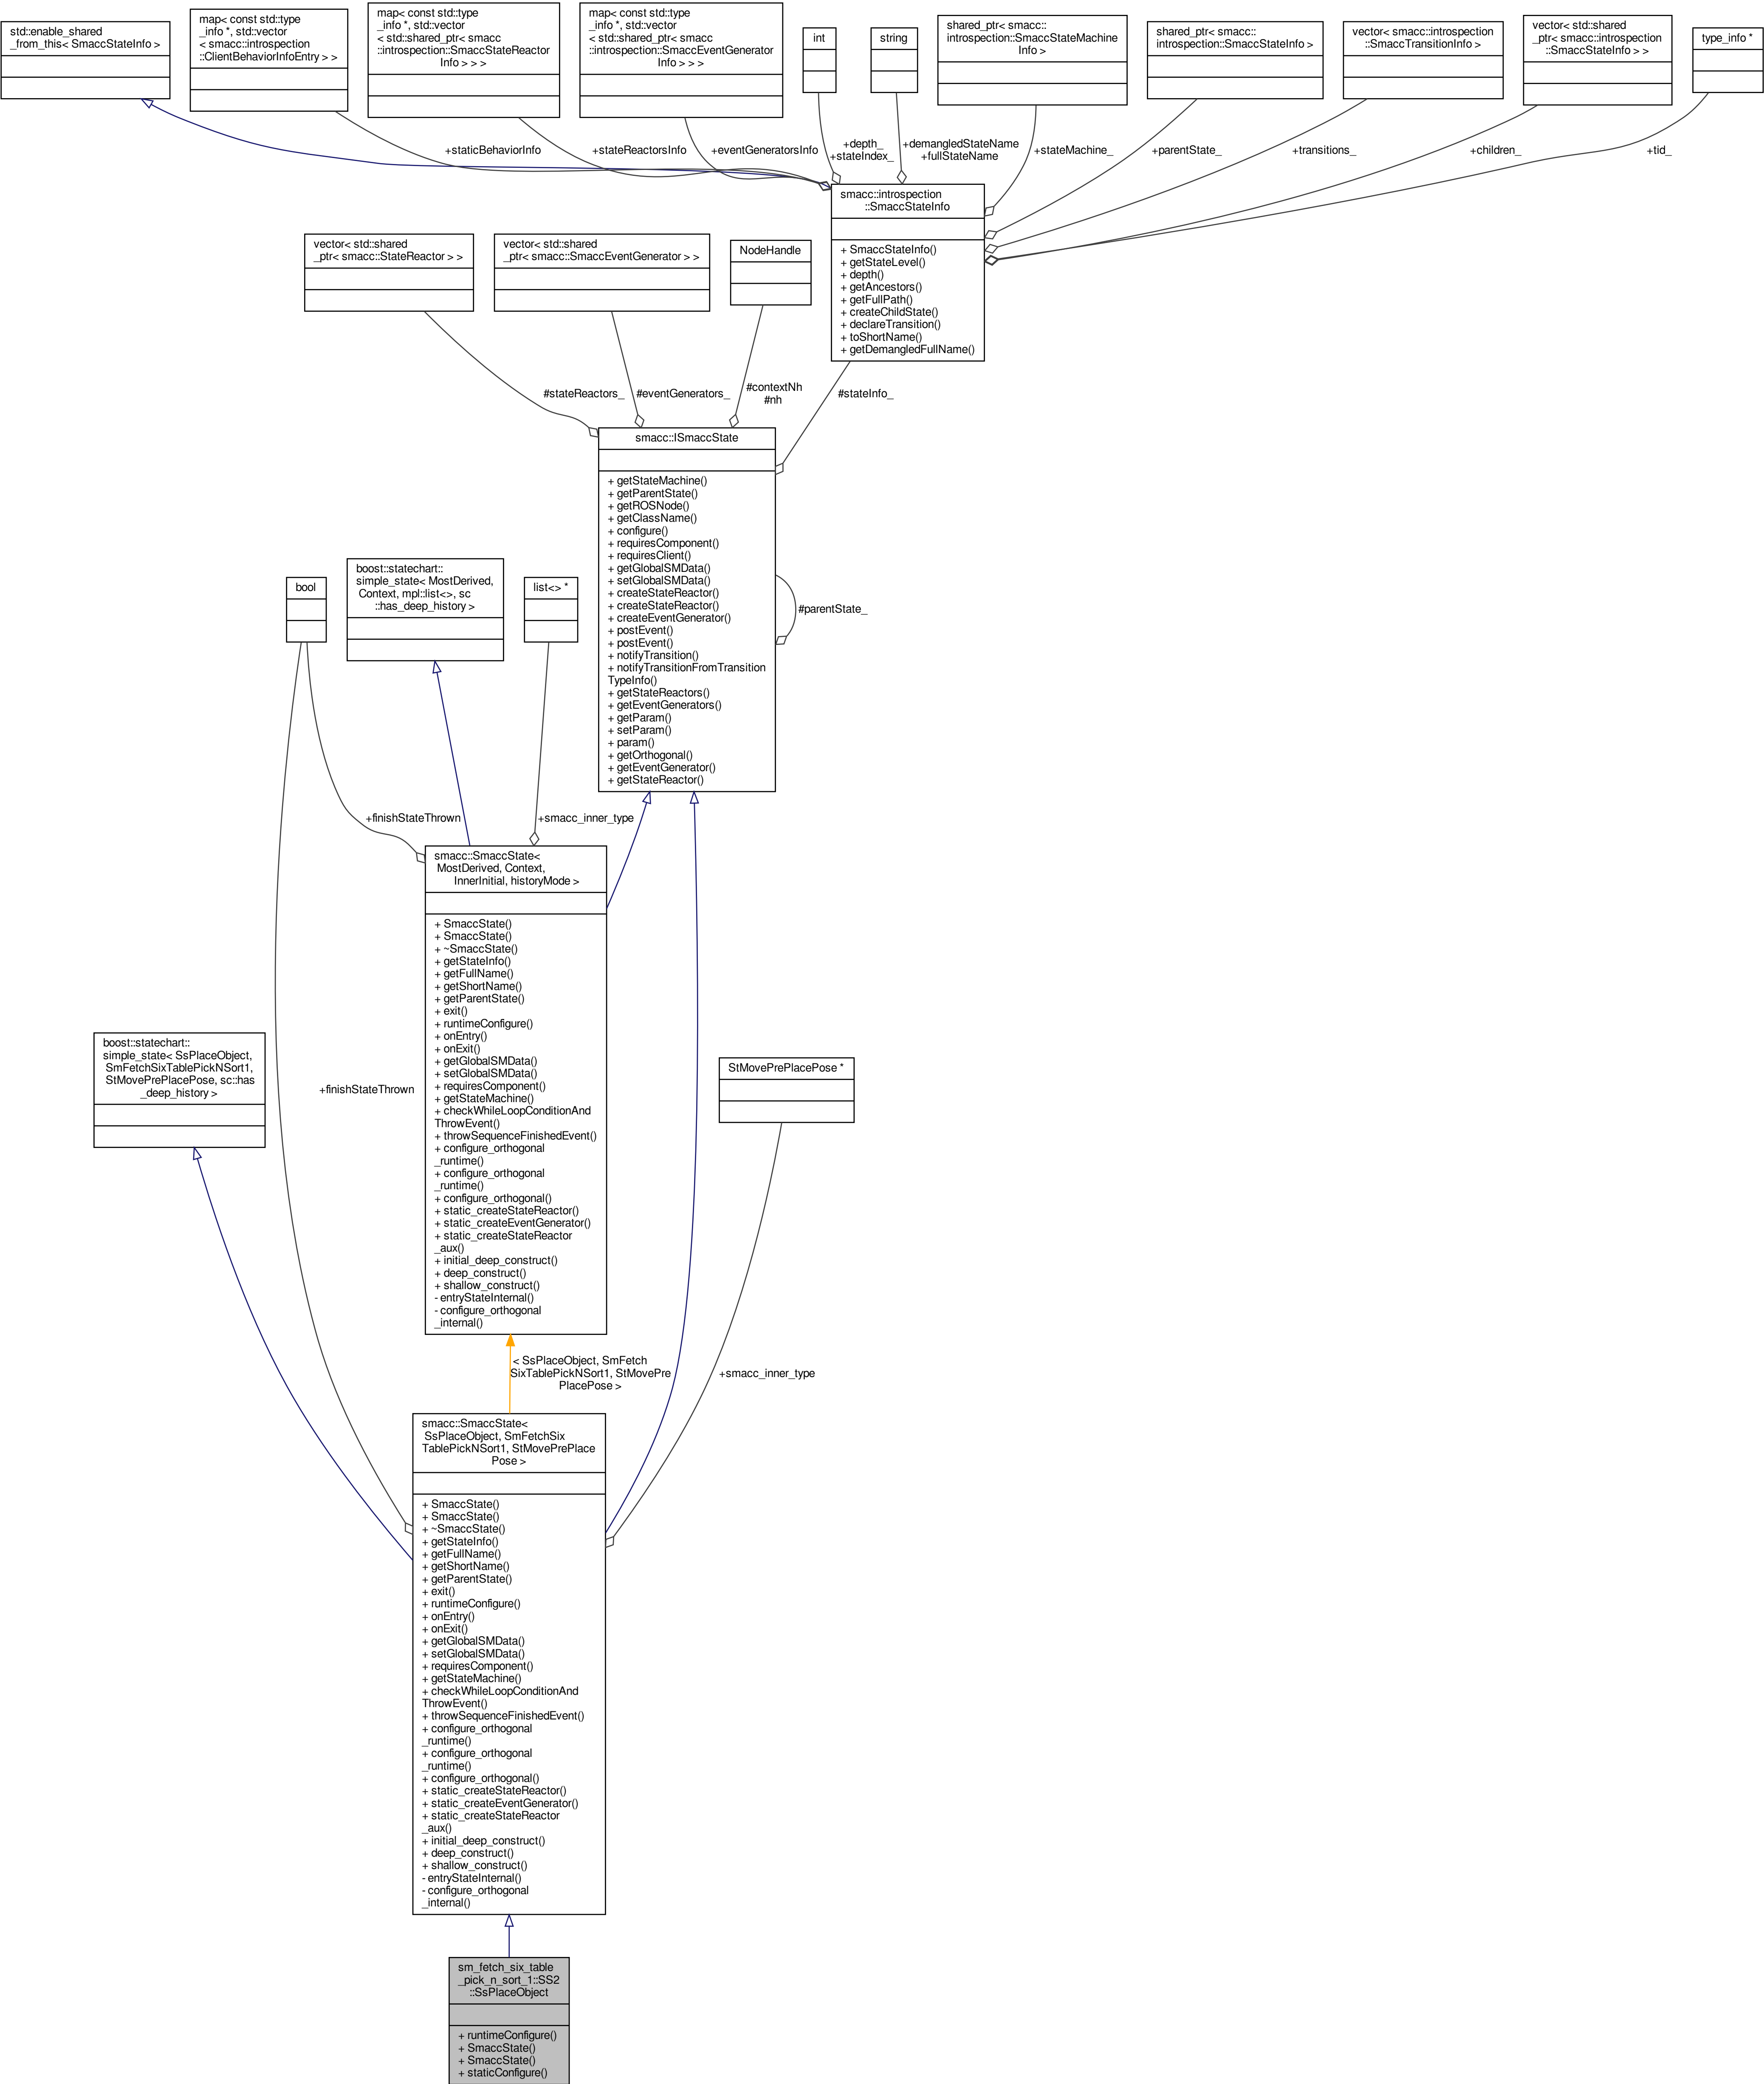 std::enable_shared
_from_this< SmaccStateInfo >
map< const std::type
_info *, std::vector
< smacc::introspection
::ClientBehaviorInfoEntry > >
map< const std::type
_info *, std::vector
< std::shared_ptr< smacc
::introspection::SmaccStateReactor
Info > > >
map< const std::type
_info *, std::vector
< std::shared_ptr< smacc
::introspection::SmaccEventGenerator
Info > > >
int
string
shared_ptr< smacc::
introspection::SmaccStateMachine
Info >
shared_ptr< smacc::
introspection::SmaccStateInfo >
vector< smacc::introspection
::SmaccTransitionInfo >
vector< std::shared
_ptr< smacc::introspection
::SmaccStateInfo > >
type_info *
+staticBehaviorInfo
+stateReactorsInfo
+eventGeneratorsInfo
+depth_
+stateIndex_
+demangledStateName
+fullStateName
+stateMachine_
+parentState_
+transitions_
+children_
+tid_
smacc::introspection
::SmaccStateInfo
+ SmaccStateInfo()
+ getStateLevel()
+ depth()
+ getAncestors()
+ getFullPath()
+ createChildState()
+ declareTransition()
+ toShortName()
+ getDemangledFullName()
vector< std::shared
_ptr< smacc::StateReactor > >
vector< std::shared
_ptr< smacc::SmaccEventGenerator > >
NodeHandle
#stateReactors_
#eventGenerators_
#contextNh
#nh
#stateInfo_
smacc::ISmaccState
+ getStateMachine()
+ getParentState()
+ getROSNode()
+ getClassName()
+ configure()
+ requiresComponent()
+ requiresClient()
+ getGlobalSMData()
+ setGlobalSMData()
+ createStateReactor()
+ createStateReactor()
+ createEventGenerator()
+ postEvent()
+ postEvent()
+ notifyTransition()
+ notifyTransitionFromTransition
TypeInfo()
+ getStateReactors()
+ getEventGenerators()
+ getParam()
+ setParam()
+ param()
+ getOrthogonal()
+ getEventGenerator()
+ getStateReactor()
#parentState_
bool
boost::statechart::
simple_state< MostDerived,
Context, mpl::list<>, sc
::has_deep_history >
list<> *
+finishStateThrown
+smacc_inner_type
smacc::SmaccState<
MostDerived, Context,
InnerInitial, historyMode >
+ SmaccState()
+ SmaccState()
+ ~SmaccState()
+ getStateInfo()
+ getFullName()
+ getShortName()
+ getParentState()
+ exit()
+ runtimeConfigure()
+ onEntry()
+ onExit()
+ getGlobalSMData()
+ setGlobalSMData()
+ requiresComponent()
+ getStateMachine()
+ checkWhileLoopConditionAnd
ThrowEvent()
+ throwSequenceFinishedEvent()
+ configure_orthogonal
_runtime()
+ configure_orthogonal
_runtime()
+ configure_orthogonal()
+ static_createStateReactor()
+ static_createEventGenerator()
+ static_createStateReactor
_aux()
+ initial_deep_construct()
+ deep_construct()
+ shallow_construct()
- entryStateInternal()
- configure_orthogonal
_internal()
boost::statechart::
simple_state< SsPlaceObject,
SmFetchSixTablePickNSort1,
StMovePrePlacePose, sc::has
_deep_history >
+finishStateThrown
StMovePrePlacePose *
< SsPlaceObject, SmFetch
SixTablePickNSort1, StMovePre
PlacePose >
+smacc_inner_type
smacc::SmaccState<
SsPlaceObject, SmFetchSix
TablePickNSort1, StMovePrePlace
Pose >
+ SmaccState()
+ SmaccState()
+ ~SmaccState()
+ getStateInfo()
+ getFullName()
+ getShortName()
+ getParentState()
+ exit()
+ runtimeConfigure()
+ onEntry()
+ onExit()
+ getGlobalSMData()
+ setGlobalSMData()
+ requiresComponent()
+ getStateMachine()
+ checkWhileLoopConditionAnd
ThrowEvent()
+ throwSequenceFinishedEvent()
+ configure_orthogonal
_runtime()
+ configure_orthogonal
_runtime()
+ configure_orthogonal()
+ static_createStateReactor()
+ static_createEventGenerator()
+ static_createStateReactor
_aux()
+ initial_deep_construct()
+ deep_construct()
+ shallow_construct()
- entryStateInternal()
- configure_orthogonal
_internal()
sm_fetch_six_table
_pick_n_sort_1::SS2
::SsPlaceObject
+ runtimeConfigure()
+ SmaccState()
+ SmaccState()
+ staticConfigure()